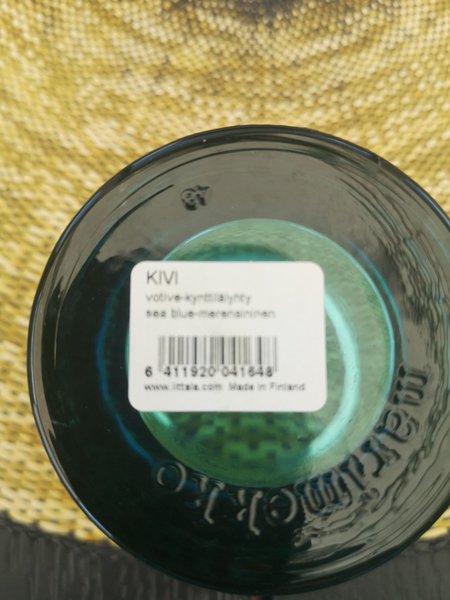 KIVI
votive-kynttilälyhty
sea blue-merensininen
6 411920 041648
www.iittala.com Made in Finland
marimekko